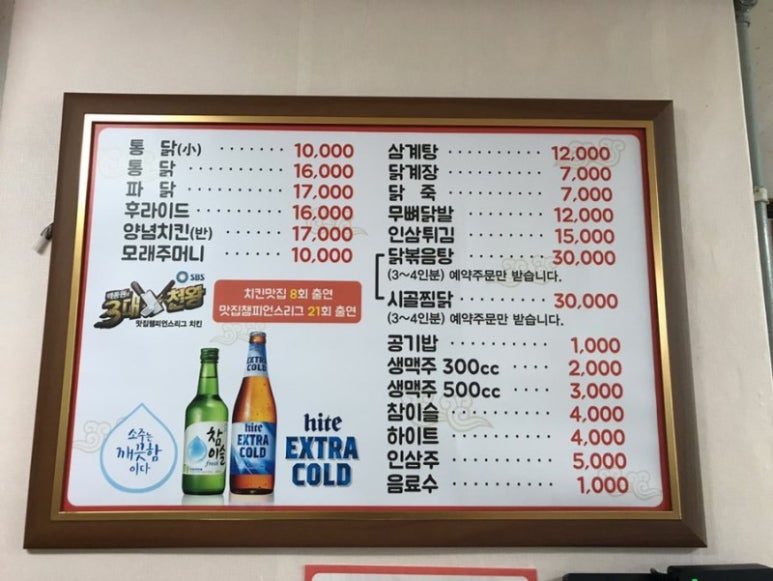 통 닭(小) ········ 10,000
통 닭 ············ 16,000
파 닭 ············ 17,000
후라이드 ·········· 16,000
양념치킨(반) ······ 17,000
모래주머니 ········ 10,000
SBS
백종원의
3대천왕
맛집챔피언스리그 치킨
치킨맛집 8회 출연
맛집챔피언스리그 21회 출연
소주는
깨끗함
이다
참이슬
fresh
EXTRA
COLD
hite
EXTRA
COLD
hite
EXTRA
COLD
삼계탕 ·········· 12,000
닭계장 ·········· 7,000
닭 죽 ·········· 7,000
무뼈닭발 ········ 12,000
인삼튀김 ········ 15,000
닭볶음탕 ········ 30,000
(3~4인분) 예약주문만 받습니다.
시골찜닭 ········ 30,000
(3~4인분) 예약주문만 받습니다.
공기밥 ·········· 1,000
생맥주 300cc ···· 2,000
생맥주 500cc ···· 3,000
참이슬 ·········· 4,000
하이트 ·········· 4,000
인삼주 ·········· 5,000
음료수 ·········· 1,000